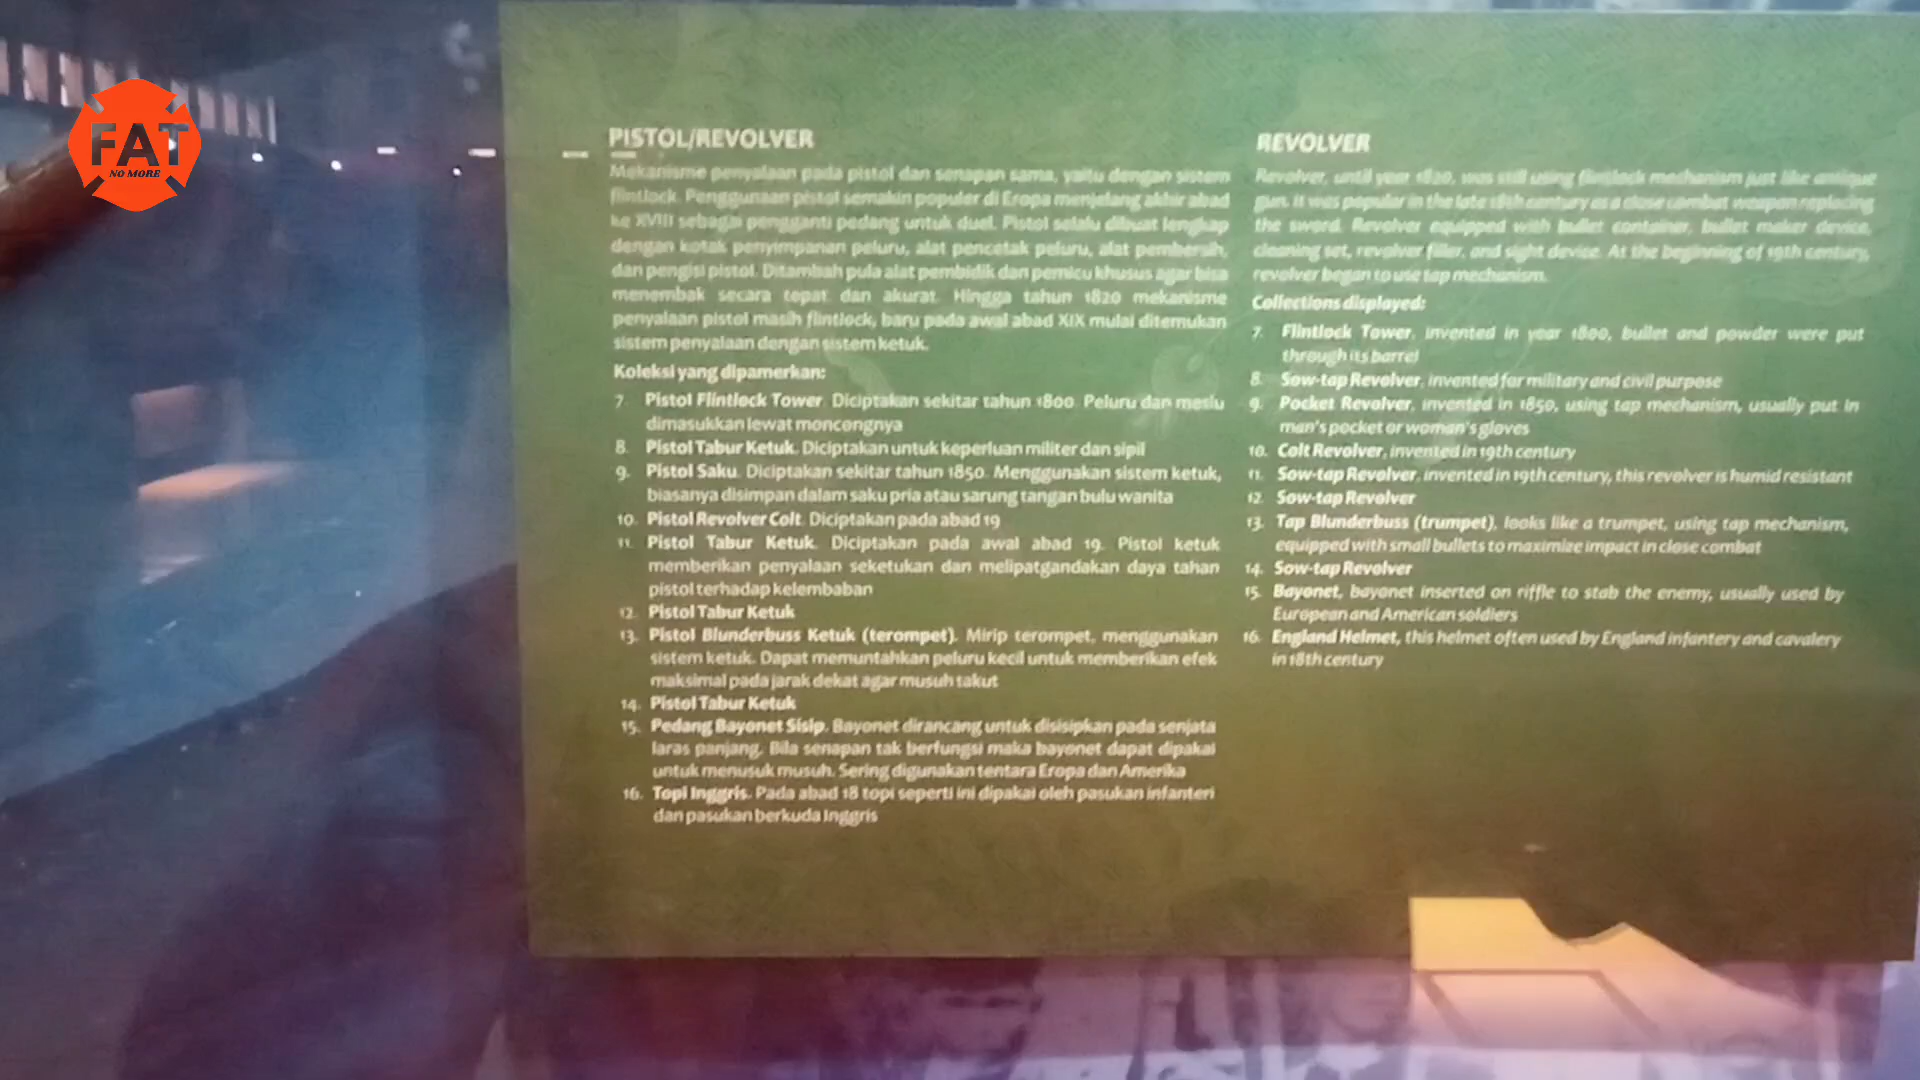 FAT
NO MORE
PISTOL/REVOLVER
Mekanisme penyalaan pada pistol dan senapan sama, yaitu dengan sistem
flintlock. Penggunaan pistol semakin populer di Eropa menjelang akhir abad
ke XVIII sebagai pengganti pedang untuk duel. Pistol selalu dibuat lengkap
dengan kotak penyimpanan peluru, alat pencetak peluru, alat pembersih,
dan pengisi pistol. Ditambah pula alat pembidik dan pemicu khusus agar bisa
menembak secara tepat dan akurat. Hingga tahun 1820 mekanisme
penyalaan pistol masih flintlock, baru pada awal abad XIX mulai ditemukan
sistem penyalaan dengan sistem ketuk.
Koleksi yang dipamerkan:
7. Pistol Flintlock Tower. Diciptakan sekitar tahun 1800. Peluru dan mesiu
dimasukkan lewat moncongnya
8. Pistol Tabur Ketuk. Diciptakan untuk keperluan militer dan sipil
9. Pistol Saku. Diciptakan sekitar tahun 1850. Menggunakan sistem ketuk,
biasanya disimpan dalam saku pria atau sarung tangan bulu wanita
10. Pistol Revolver Colt. Diciptakan pada abad 19
11. Pistol Tabur Ketuk. Diciptakan pada awal abad 19. Pistol ketuk
memberikan penyalaan seketukan dan melipatgandakan daya tahan
pistol terhadap kelembaban
12. Pistol Tabur Ketuk
13. Pistol Blunderbuss Ketuk (terompet). Mirip terompet, menggunakan
sistem ketuk. Dapat memuntahkan peluru kecil untuk memberikan efek
maksimal pada jarak dekat agar musuh takut
14. Pistol Tabur Ketuk
15. Pedang Bayonet Sisip. Bayonet dirancang untuk disisipkan pada senjata
laras panjang. Bila senapan tak berfungsi maka bayonet dapat dipakai
untuk menusuk musuh. Sering digunakan tentara Eropa dan Amerika
16. Topi Inggris. Pada abad 18 topi seperti ini dipakai oleh pasukan infanteri
dan pasukan berkuda Inggris
REVOLVER
Revolver, until year 1820, was still using flintlock mechanism just like antique
gun. It was popular in the late 18th century as a close combat weapon replacing
the sword. Revolver equipped with bullet container, bullet maker device,
cleaning set, revolver filler, and sight device. At the beginning of 19th century,
revolver began to use tap mechanism.
Collections displayed:
7. Flintlock Tower, invented in year 1800, bullet and powder were put
through its barrel
8. Sow-tap Revolver, invented for military and civil purpose
9. Pocket Revolver, invented in 1850, using tap mechanism, usually put in
man's pocket or woman's gloves
10. Colt Revolver, invented in 19th century
11. Sow-tap Revolver, invented in 19th century, this revolver is humid resistant
12. Sow-tap Revolver
13. Tap Blunderbuss (trumpet), looks like a trumpet, using tap mechanism,
equipped with small bullets to maximize impact in close combat
14. Sow-tap Revolver
15. Bayonet, bayonet inserted on riffle to stab the enemy, usually used by
European and American soldiers
16. England Helmet, this helmet often used by England infantery and cavalery
in 18th century